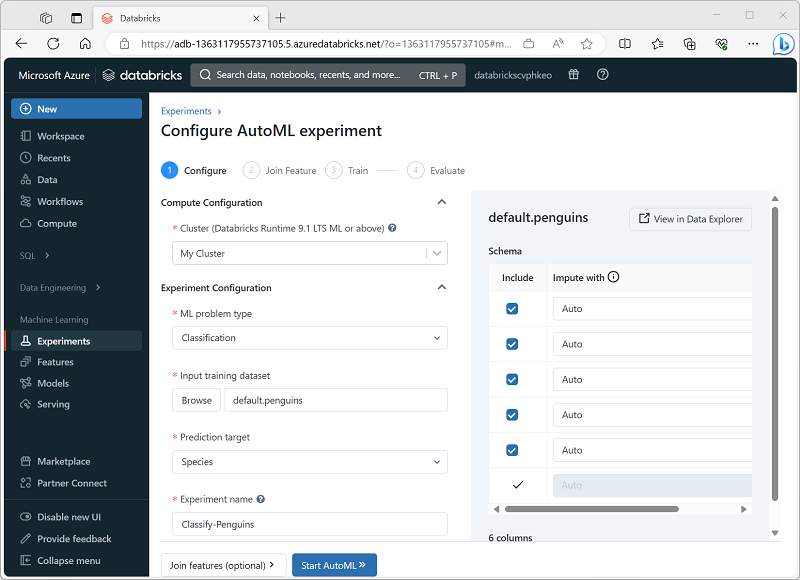 Databricks
https://adb-1363117955737105.5.azuredatabricks.net/?o=1363117955737105#m...
Microsoft Azure databricks Search data, notebooks, recents, and more... CTRL + P databrickscvphkeo
New
Workspace
Recents
Data
Workflows
Compute
SQL
Data Engineering
Machine Learning
Experiments
Features
Models
Serving
Marketplace
Partner Connect
Disable new UI
Provide feedback
Collapse menu
Experiments
Configure AutoML experiment
1 Configure 2 Join Feature 3 Train 4 Evaluate
Compute Configuration
* Cluster (Databricks Runtime 9.1 LTS ML or above)
My Cluster
Experiment Configuration
* ML problem type
Classification
* Input training dataset
Browse default.penguins
* Prediction target
Species
* Experiment name
Classify-Penguins
Join features (optional) Start AutoML
default.penguins View in Data Explorer
Schema
Include Impute with
Auto
Auto
Auto
Auto
Auto
Auto
6 columns